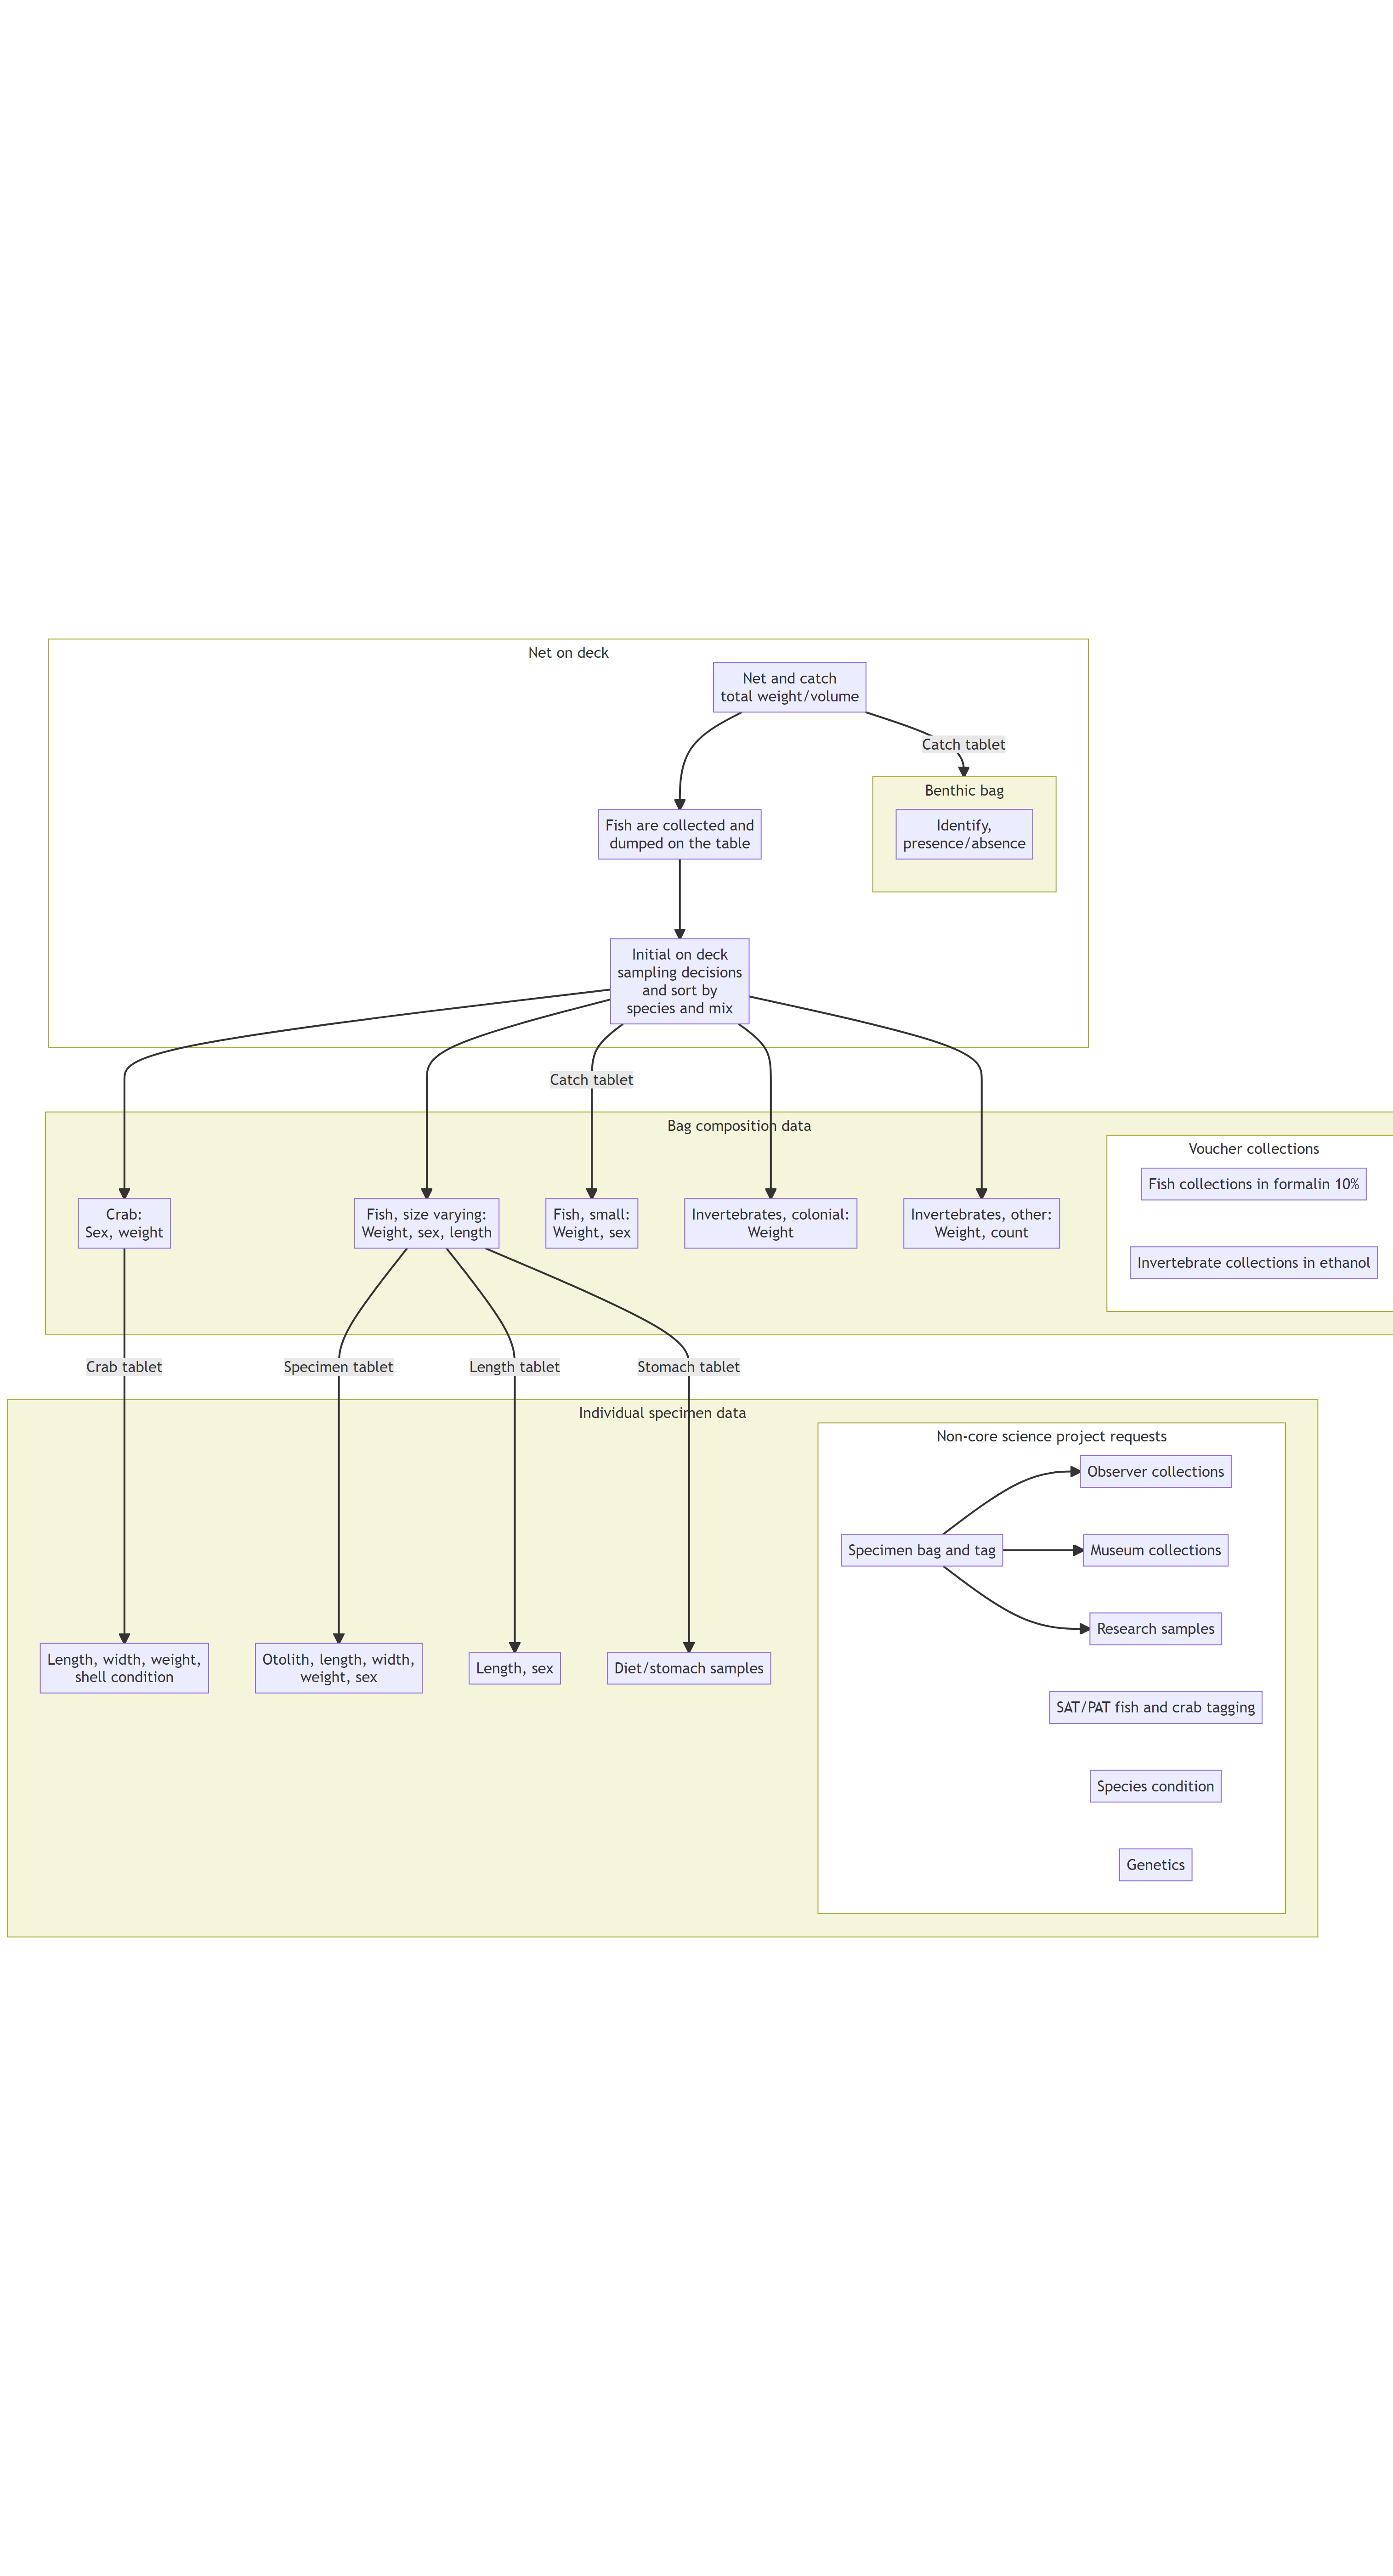 Net on deck
Net and catch
total weight/volume
Catch tablet
Benthic bag
Fish are collected and
dumped on the table
Identify,
presence/absence
Initial on deck
sampling decisions
and sort by
species and mix
Catch tablet
Bag composition data
Voucher collections
Fish collections in formalin 10%
Invertebrate collections in ethanol
Crab:
Sex, weight
Fish, size varying:
Weight, sex, length
Fish, small:
Weight, sex
Invertebrates, colonial:
Weight
Invertebrates, other:
Weight, count
Crab tablet
Specimen tablet
Length tablet
Stomach tablet
Individual specimen data
Non-core science project requests
Observer collections
Specimen bag and tag
Museum collections
Research samples
Length, width, weight,
shell condition
Otolith, length, width,
weight, sex
Length, sex
Diet/stomach samples
SAT/PAT fish and crab tagging
Species condition
Genetics